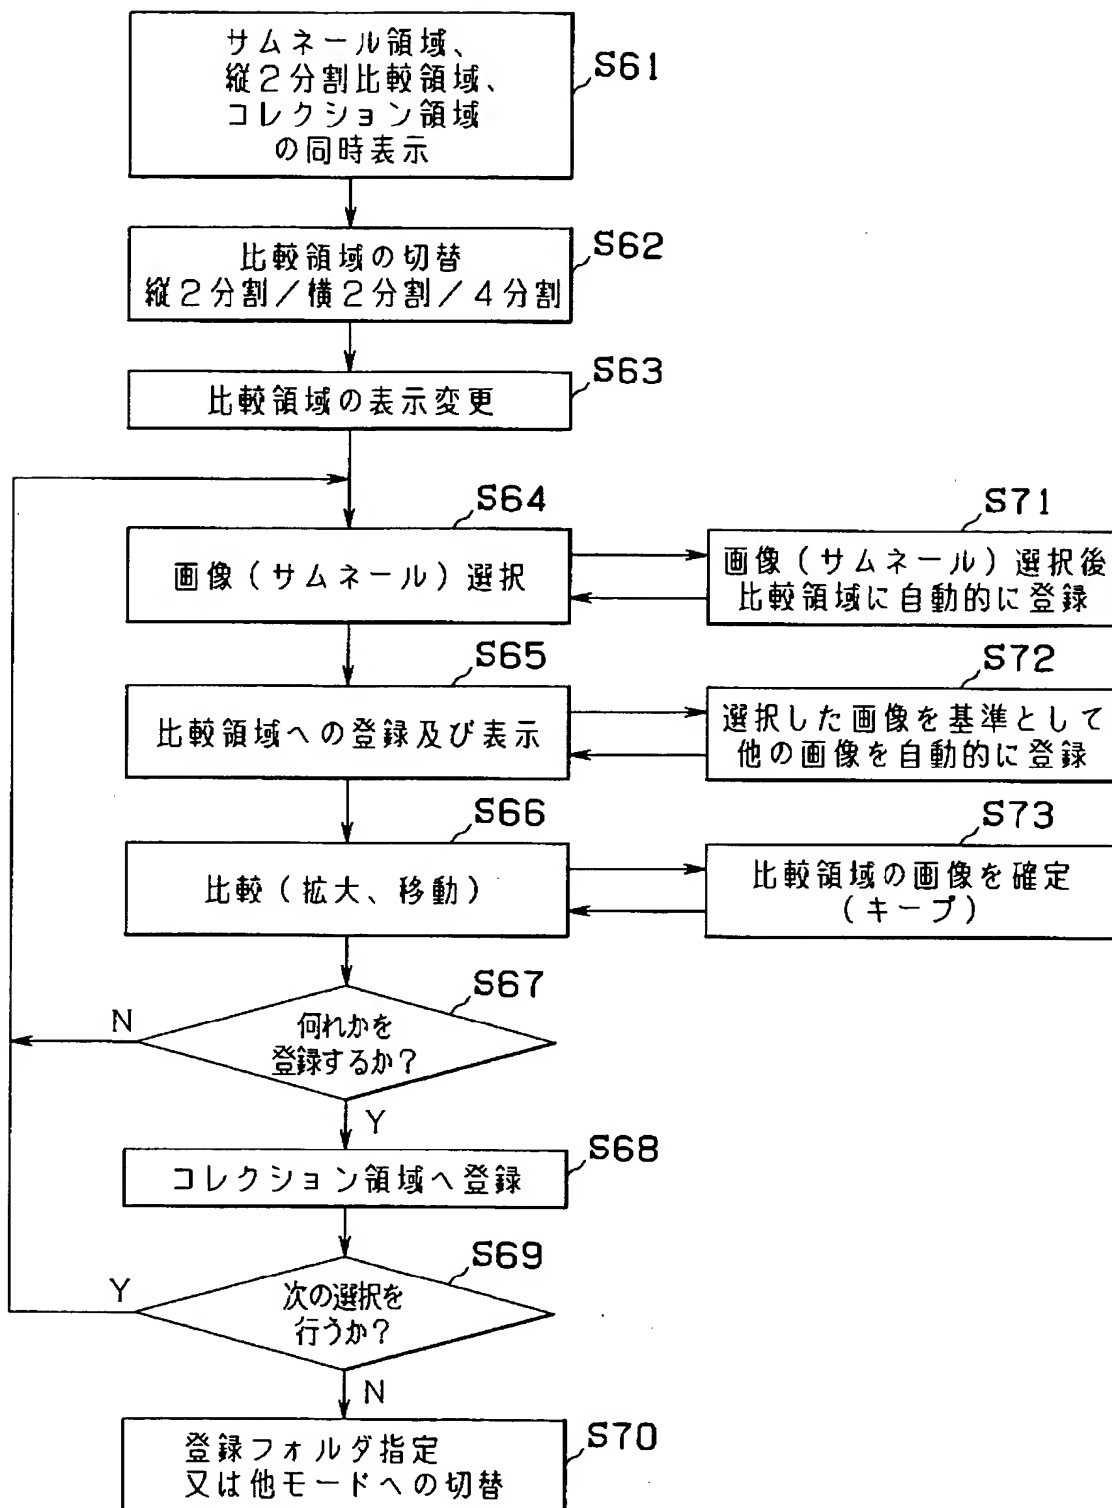 サムネール領域、
縦2分割比較領域、
コレクション領域
の同時表示
S61
比較領域の切替
縦2分割/横2分割/4分割
S62
比較領域の表示変更
S63
画像(サムネール)選択
S64
画像(サムネール)選択後
比較領域に自動的に登録
S71
比較領域への登録及び表示
S65
選択した画像を基準として
他の画像を自動的に登録
S72
比較(拡大、移動)
S66
比較領域の画像を確定
(キープ)
S73
何れかを
登録するか?
S67
N
Y
コレクション領域へ登録
S68
次の選択を
行うか?
S69
Y
N
登録フォルダ指定
又は他モードへの切替
S70